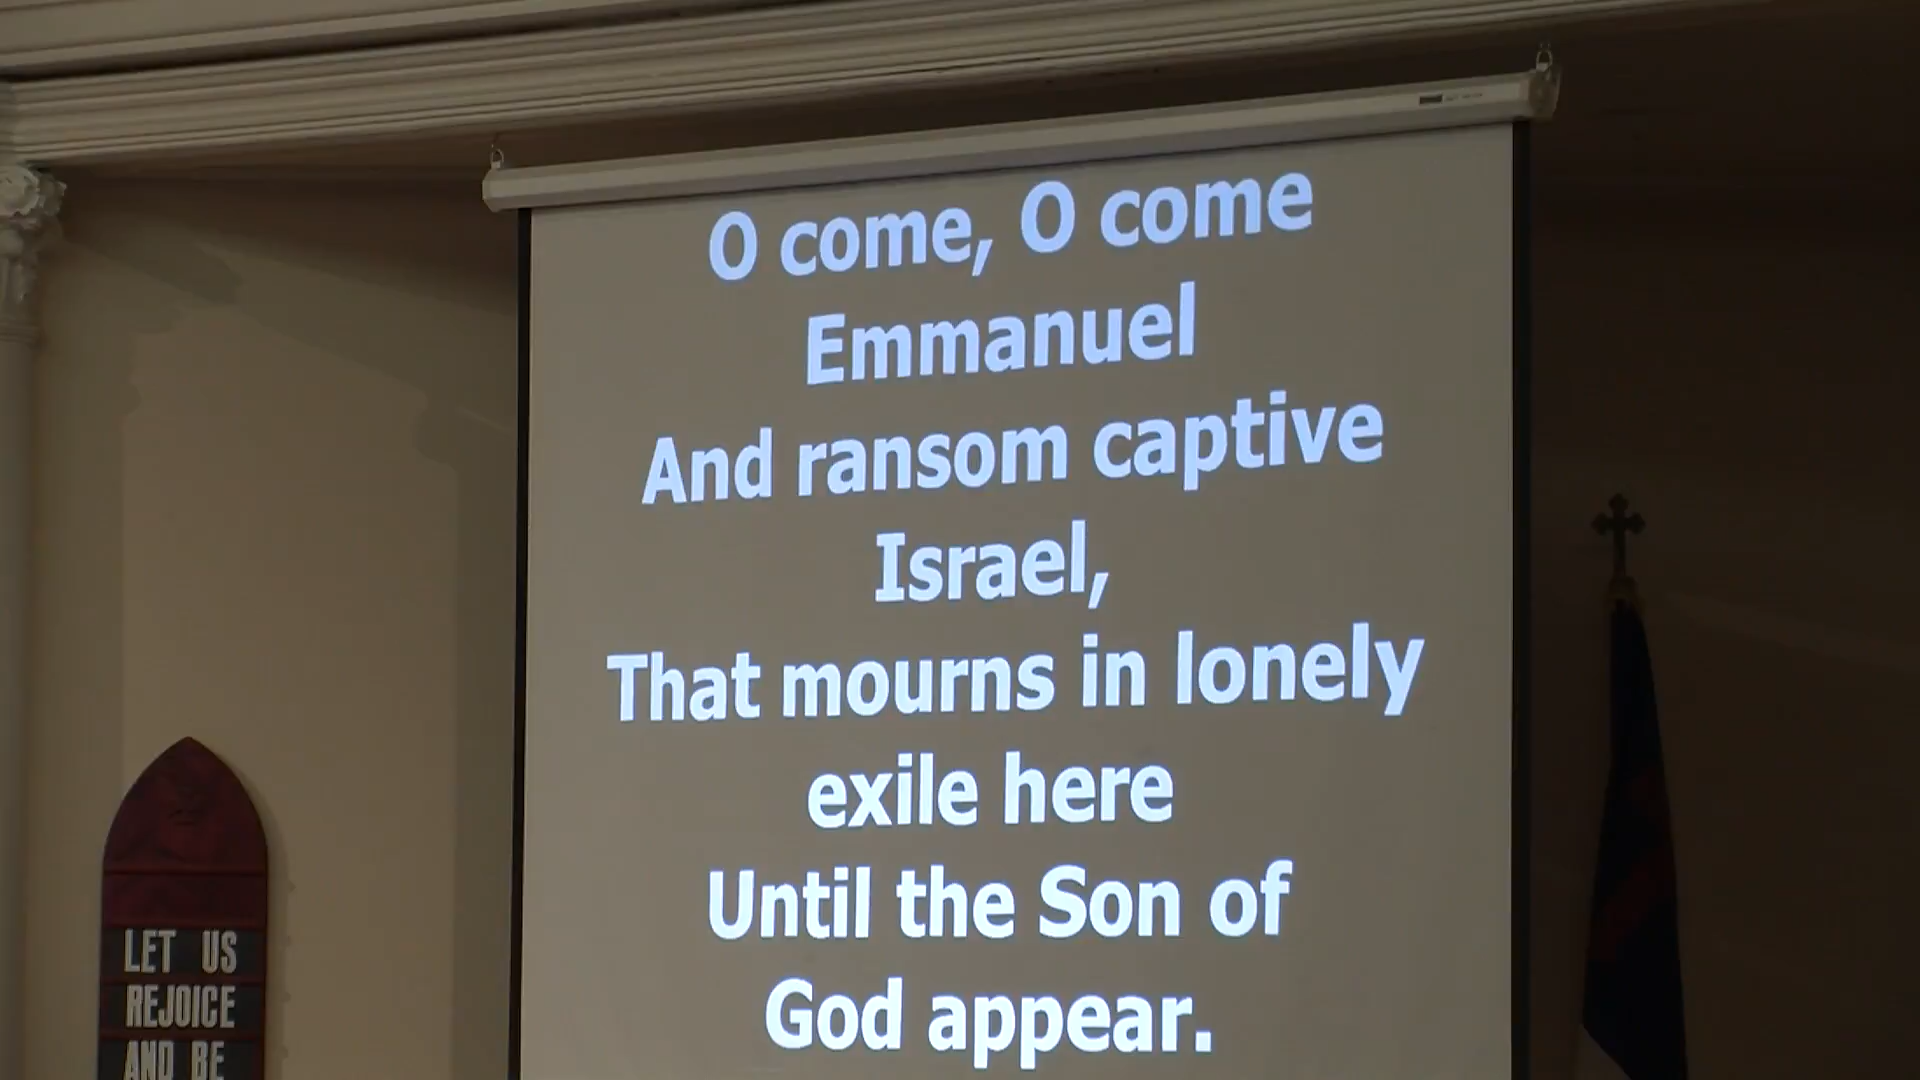 O come, O come
Emmanuel
And ransom captive
Israel,
That mourns in lonely
exile here
Until the Son of
God appear.
LET US
REJOICE
AND BE